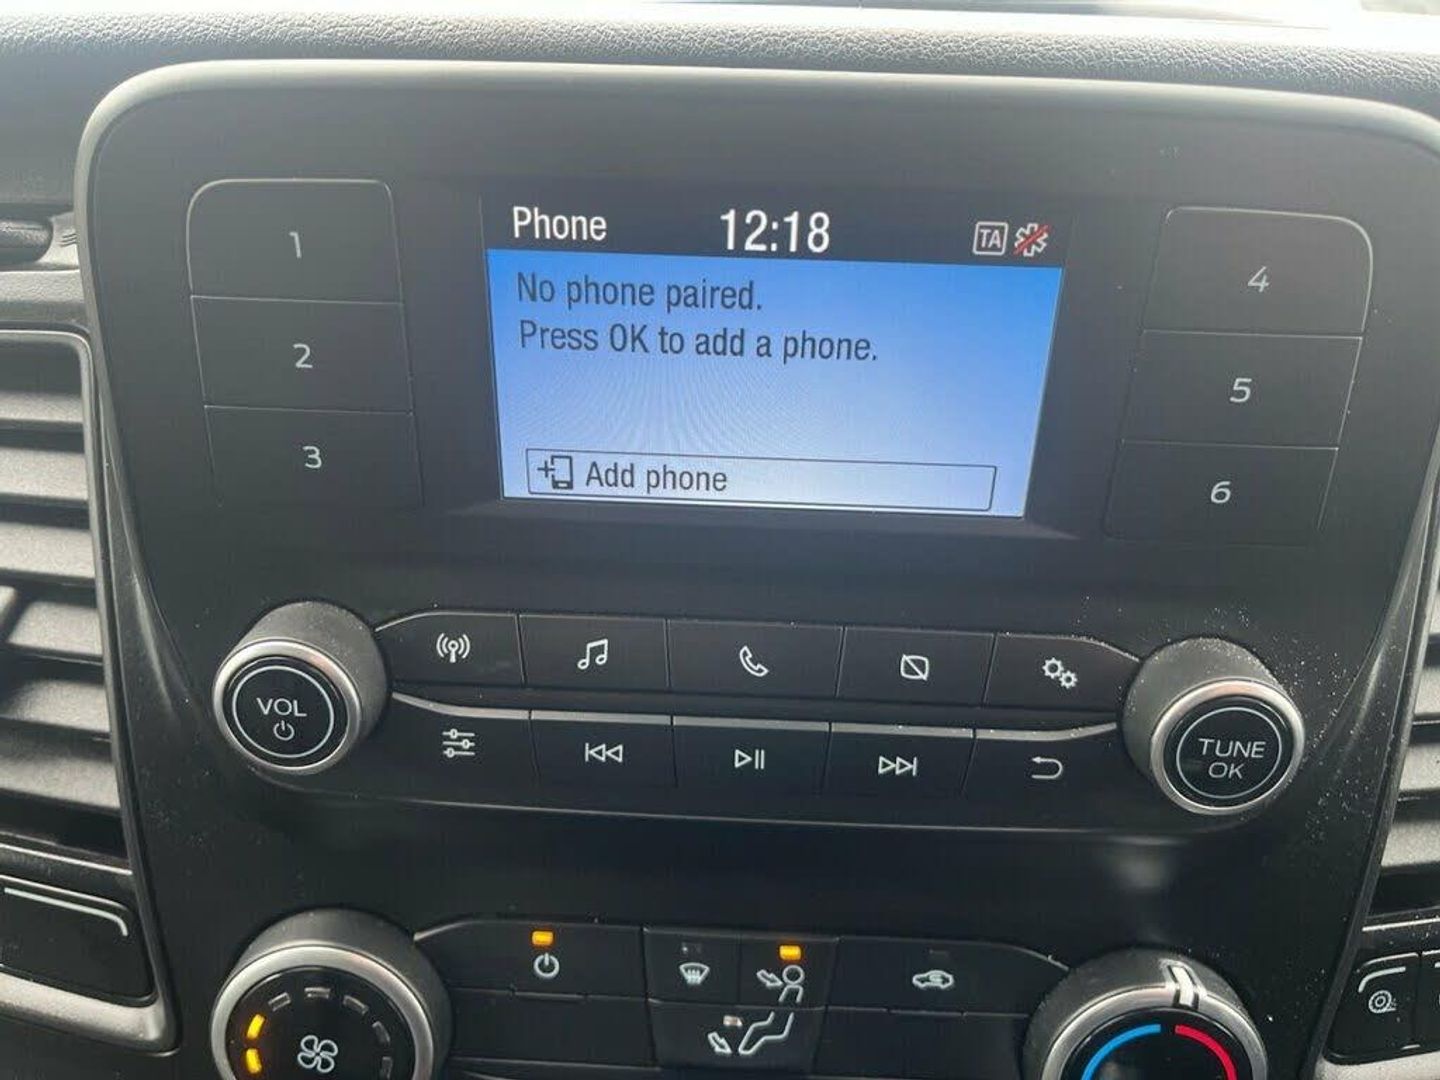 Phone 12:18 TA
No phone paired.
Press OK to add a phone.
Add phone
1
2
3
4
5
6
VOL
TUNE
OK